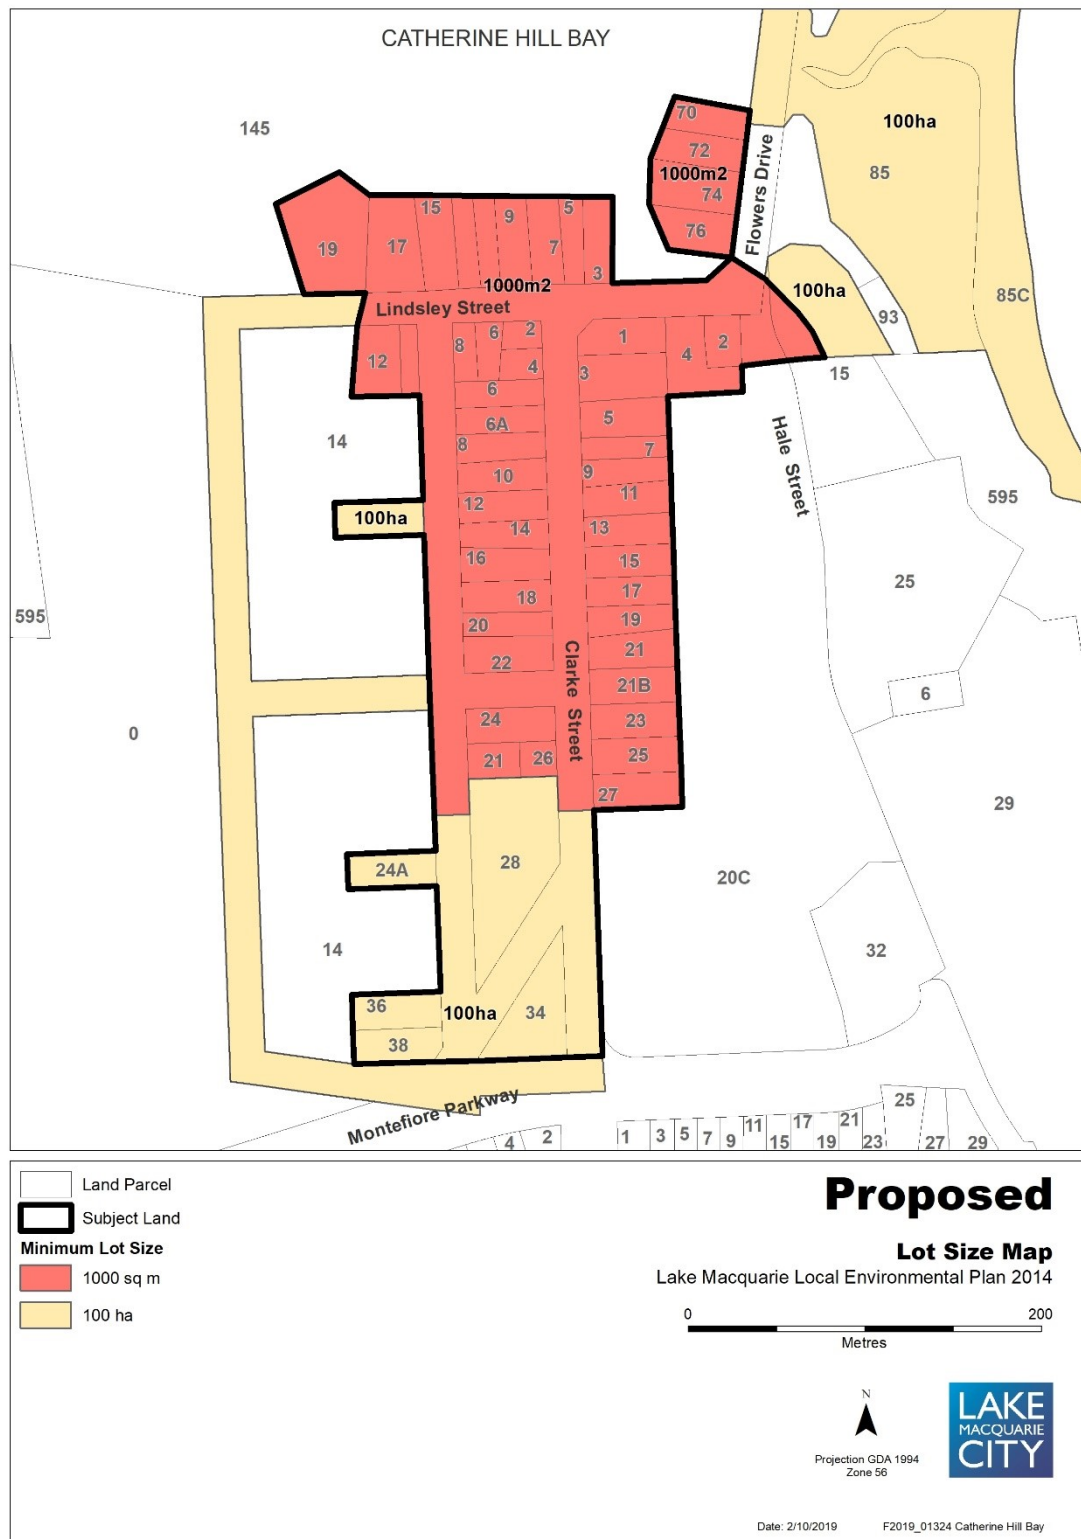 CATHERINE HILL BAY
145
70
72
1000m2
74
76
Flowers Drive
100ha
85
85C
100ha
93
15
19
17
15
9
5
7
3
1000m2
Lindsley Street
12
8
6
2
4
6
6A
8
10
12
14
16
18
20
22
24
21
26
1
3
4
2
5
7
9
11
13
15
17
19
21
21B
23
25
27
Clarke Street
Hale Street
14
100ha
595
0
24A
14
28
36
38
100ha
34
595
25
6
29
20C
32
Montefiore Parkway
4
2
1
3
5
7
9
11
15
17
19
21
23
25
27
29
Land Parcel
Subject Land
Minimum Lot Size
1000 sq m
100 ha
Proposed
Lot Size Map
Lake Macquarie Local Environmental Plan 2014
0 200
Metres
N
Projection GDA 1994
Zone 56
LAKE
MACQUARIE
CITY
Date: 2/10/2019 F2019_01324 Catherine Hill Bay